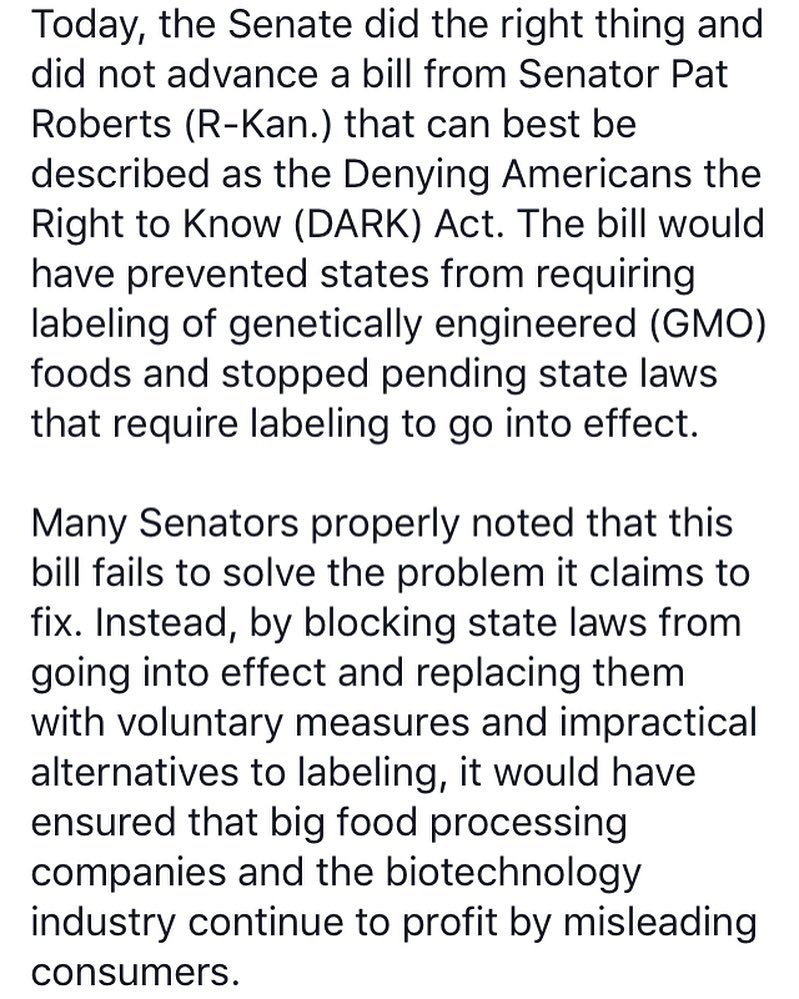 Today, the Senate did the right thing and
did not advance a bill from Senator Pat
Roberts (R-Kan.) that can best be
described as the Denying Americans the
Right to Know (DARK) Act. The bill would
have prevented states from requiring
labeling of genetically engineered (GMO)
foods and stopped pending state laws
that require labeling to go into effect.
Many Senators properly noted that this
bill fails to solve the problem it claims to
fix. Instead, by blocking state laws from
going into effect and replacing them
with voluntary measures and impractical
alternatives to labeling, it would have
ensured that big food processing
companies and the biotechnology
industry continue to profit by misleading
consumers.